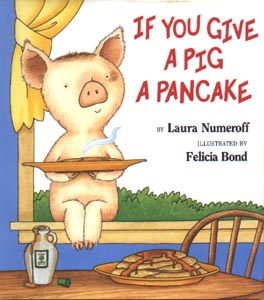 IF YOU GIVE
A PIG
A PANCAKE
BY Laura Numeroff
ILLUSTRATED BY
Felicia Bond